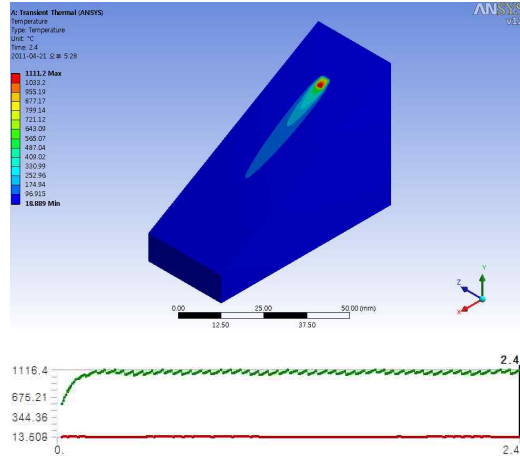 A: Transient Thermal (ANSYS)
Temperature
Type: Temperature
Unit: °C
Time: 2.4
2011-04-21 오후 5:28
1111.2 Max
1033.2
955.19
877.17
799.14
721.12
643.09
565.07
487.04
409.02
330.99
252.96
174.94
96.915
18.889 Min
ANSYS
Y
Z
X
0.00 25.00 50.00 (mm)
12.50 37.50
2.4
1116.4
675.21
344.36
13.508
0. 2.4